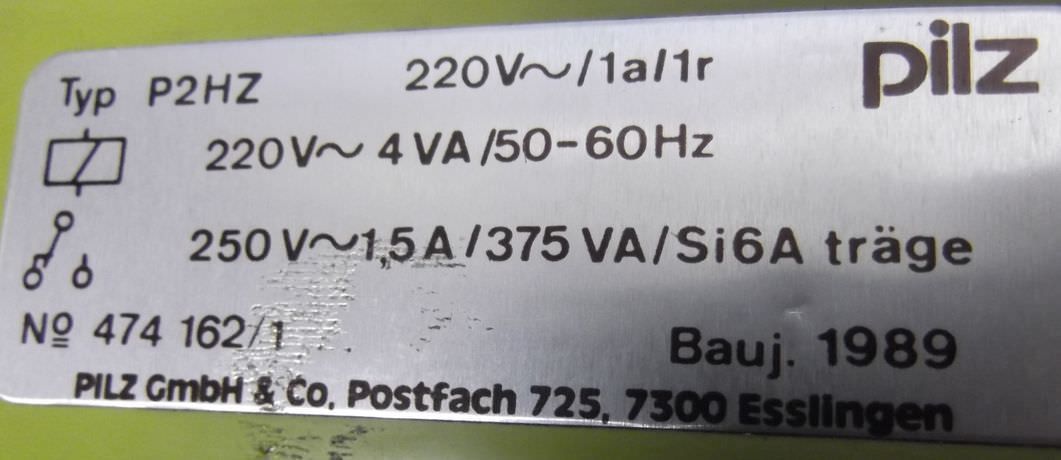 Typ P2HZ 220V~/1a/1r pilz
220V~ 4VA/50-60Hz
250V~1,5A/375VA/Si6A träge
Nº 474 162/1 Bauj. 1989
PILZ GmbH & Co. Postfach 725, 7300 Esslingen